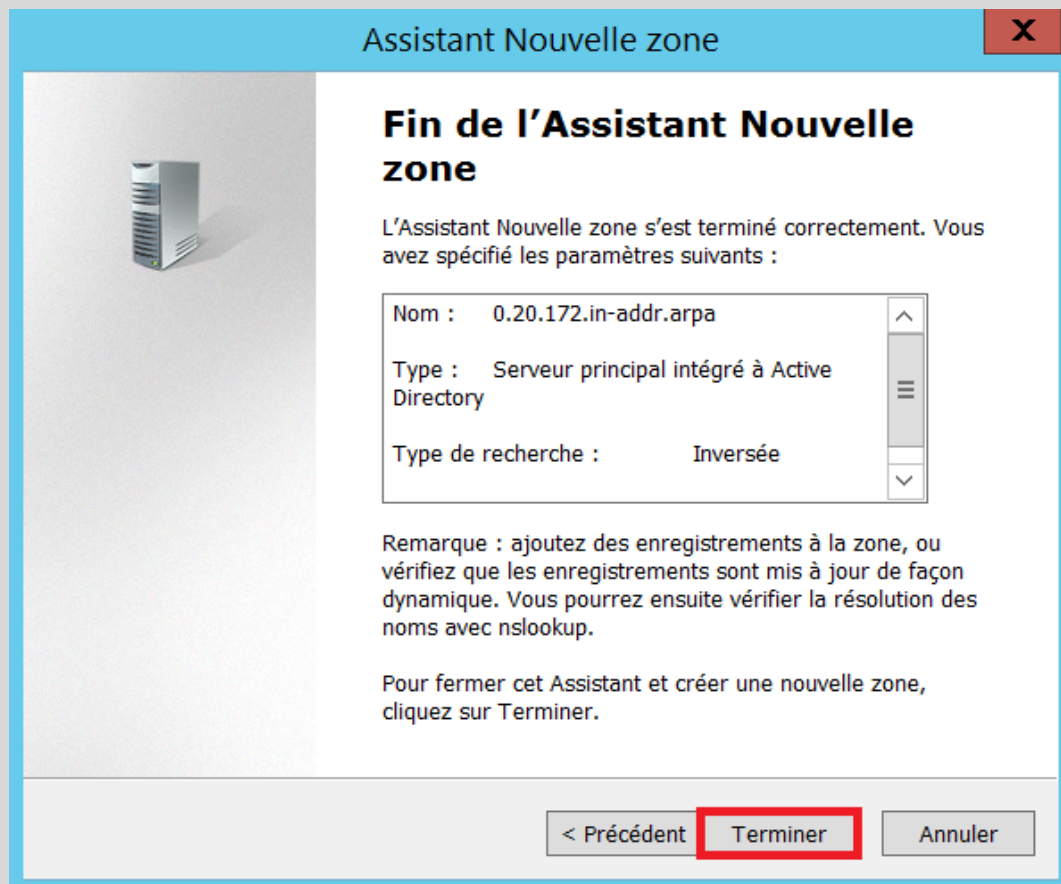 Assistant Nouvelle zone
X
Fin de l’Assistant Nouvelle
zone
L’Assistant Nouvelle zone s’est terminé correctement. Vous
avez spécifié les paramètres suivants :
Nom : 0.20.172.in-addr.arpa
Type : Serveur principal intégré à Active
Directory
Type de recherche : Inversée
Remarque : ajoutez des enregistrements à la zone, ou
vérifiez que les enregistrements sont mis à jour de façon
dynamique. Vous pourrez ensuite vérifier la résolution des
noms avec nslookup.
Pour fermer cet Assistant et créer une nouvelle zone,
cliquez sur Terminer.
< Précédent Terminer Annuler